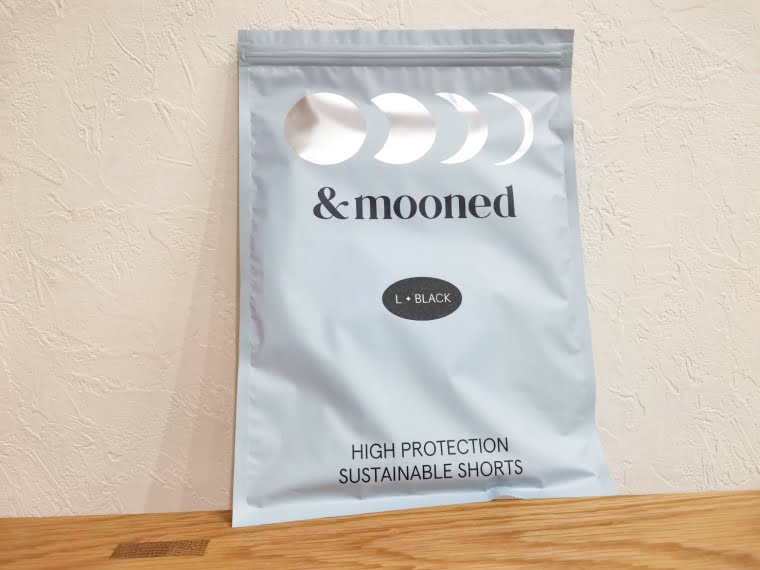 &mooned
L✦BLACK
HIGH PROTECTION
SUSTAINABLE SHORTS